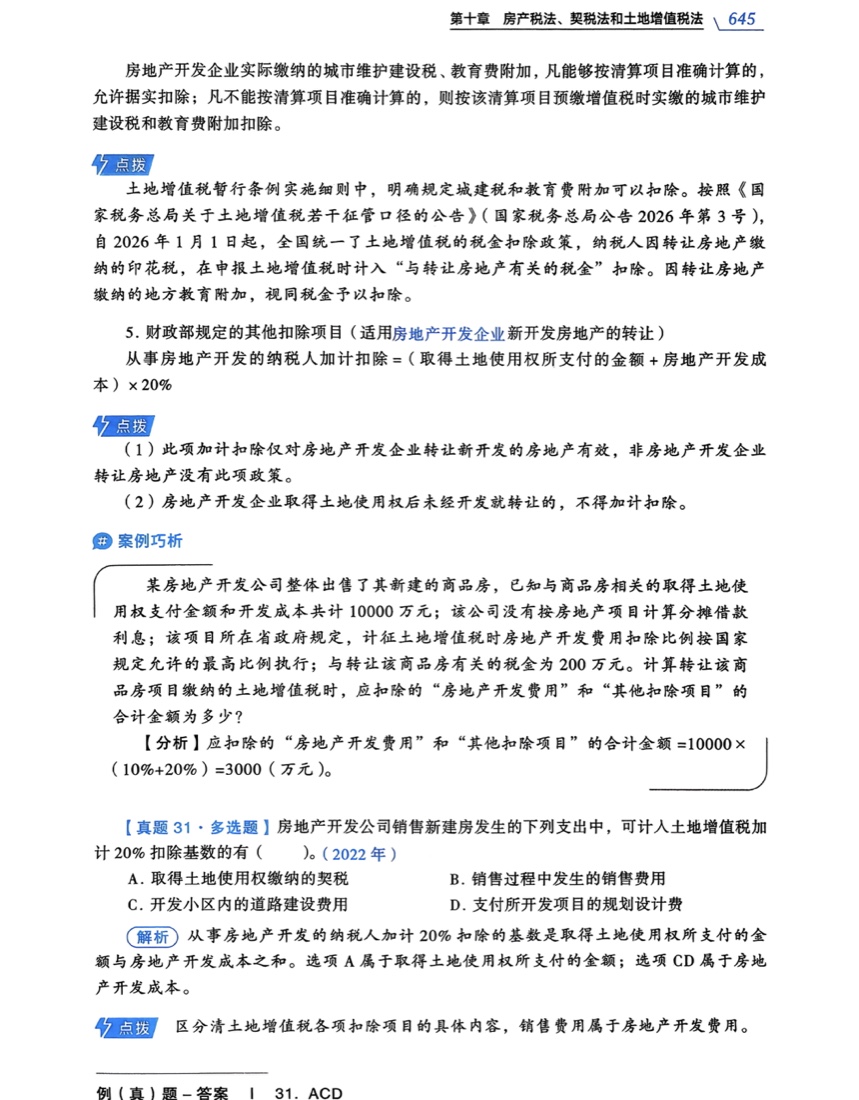 第十章 房产税法、契税法和土地增值税法 645
房地产开发企业实际缴纳的城市维护建设税、教育费附加，凡能够按清算项目准确计算的，
允许据实扣除；凡不能按清算项目准确计算的，则按该清算项目预缴增值税时实缴的城市维护
建设税和教育费附加扣除。
点拨
土地增值税暂行条例实施细则中，明确规定城建税和教育费附加可以扣除。按照《国
家税务总局关于土地增值税若干征管口径的公告》（国家税务总局公告 2026 年第 3 号），
自 2026 年 1 月 1 日起，全国统一了土地增值税的税金扣除政策，纳税人因转让房地产缴
纳的印花税，在申报土地增值税时计入“与转让房地产有关的税金”扣除。因转让房地产
缴纳的地方教育附加，视同税金予以扣除。
5. 财政部规定的其他扣除项目（适用房地产开发企业新开发房地产的转让）
从事房地产开发的纳税人加计扣除 =（取得土地使用权所支付的金额 + 房地产开发成
本）× 20%
点拨
（1）此项加计扣除仅对房地产开发企业转让新开发的房地产有效，非房地产开发企业
转让房地产没有此项政策。
（2）房地产开发企业取得土地使用权后未经开发就转让的，不得加计扣除。
# 案例巧析
某房地产开发公司整体出售了其新建的商品房，已知与商品房相关的取得土地使
用权支付金额和开发成本共计 10000 万元；该公司没有按房地产项目计算分摊借款
利息；该项目所在省政府规定，计征土地增值税时房地产开发费用扣除比例按国家
规定允许的最高比例执行；与转让该商品房有关的税金为 200 万元。计算转让该商
品房项目缴纳的土地增值税时，应扣除的“房地产开发费用”和“其他扣除项目”的
合计金额为多少？
【分析】应扣除的“房地产开发费用”和“其他扣除项目”的合计金额 =10000 ×
（10%+20%）=3000（万元）。
【真题 31·多选题】房地产开发公司销售新建房发生的下列支出中，可计入土地增值税加
计 20% 扣除基数的有（ ）。（2022 年）
A. 取得土地使用权缴纳的契税 B. 销售过程中发生的销售费用
C. 开发小区内的道路建设费用 D. 支付所开发项目的规划设计费
解析 从事房地产开发的纳税人加计 20% 扣除的基数是取得土地使用权所支付的金
额与房地产开发成本之和。选项 A 属于取得土地使用权所支付的金额；选项 CD 属于房地
产开发成本。
点拨 区分清土地增值税各项扣除项目的具体内容，销售费用属于房地产开发费用。
例（真）题 – 答案 | 31. ACD